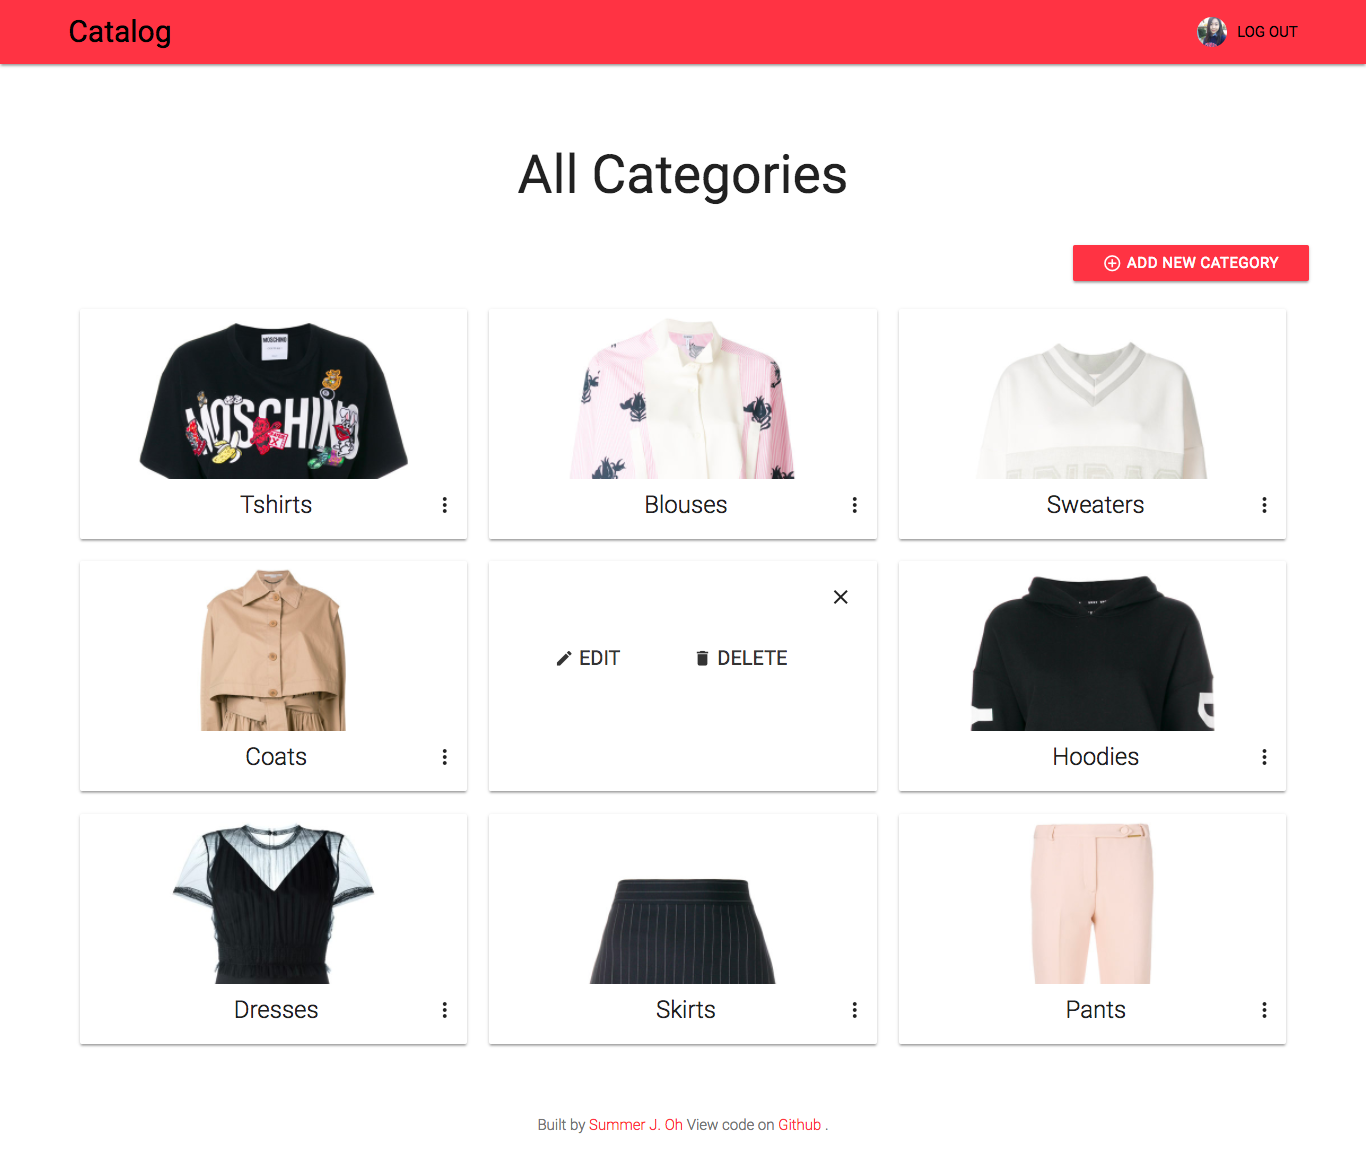 Catalog
LOG OUT
All Categories
ADD NEW CATEGORY
MOSCHINO
MOSCHINO
Tshirts
Blouses
Sweaters
EDIT
DELETE
Coats
Hoodies
Dresses
Skirts
Pants
Built by Summer J. Oh View code on Github .